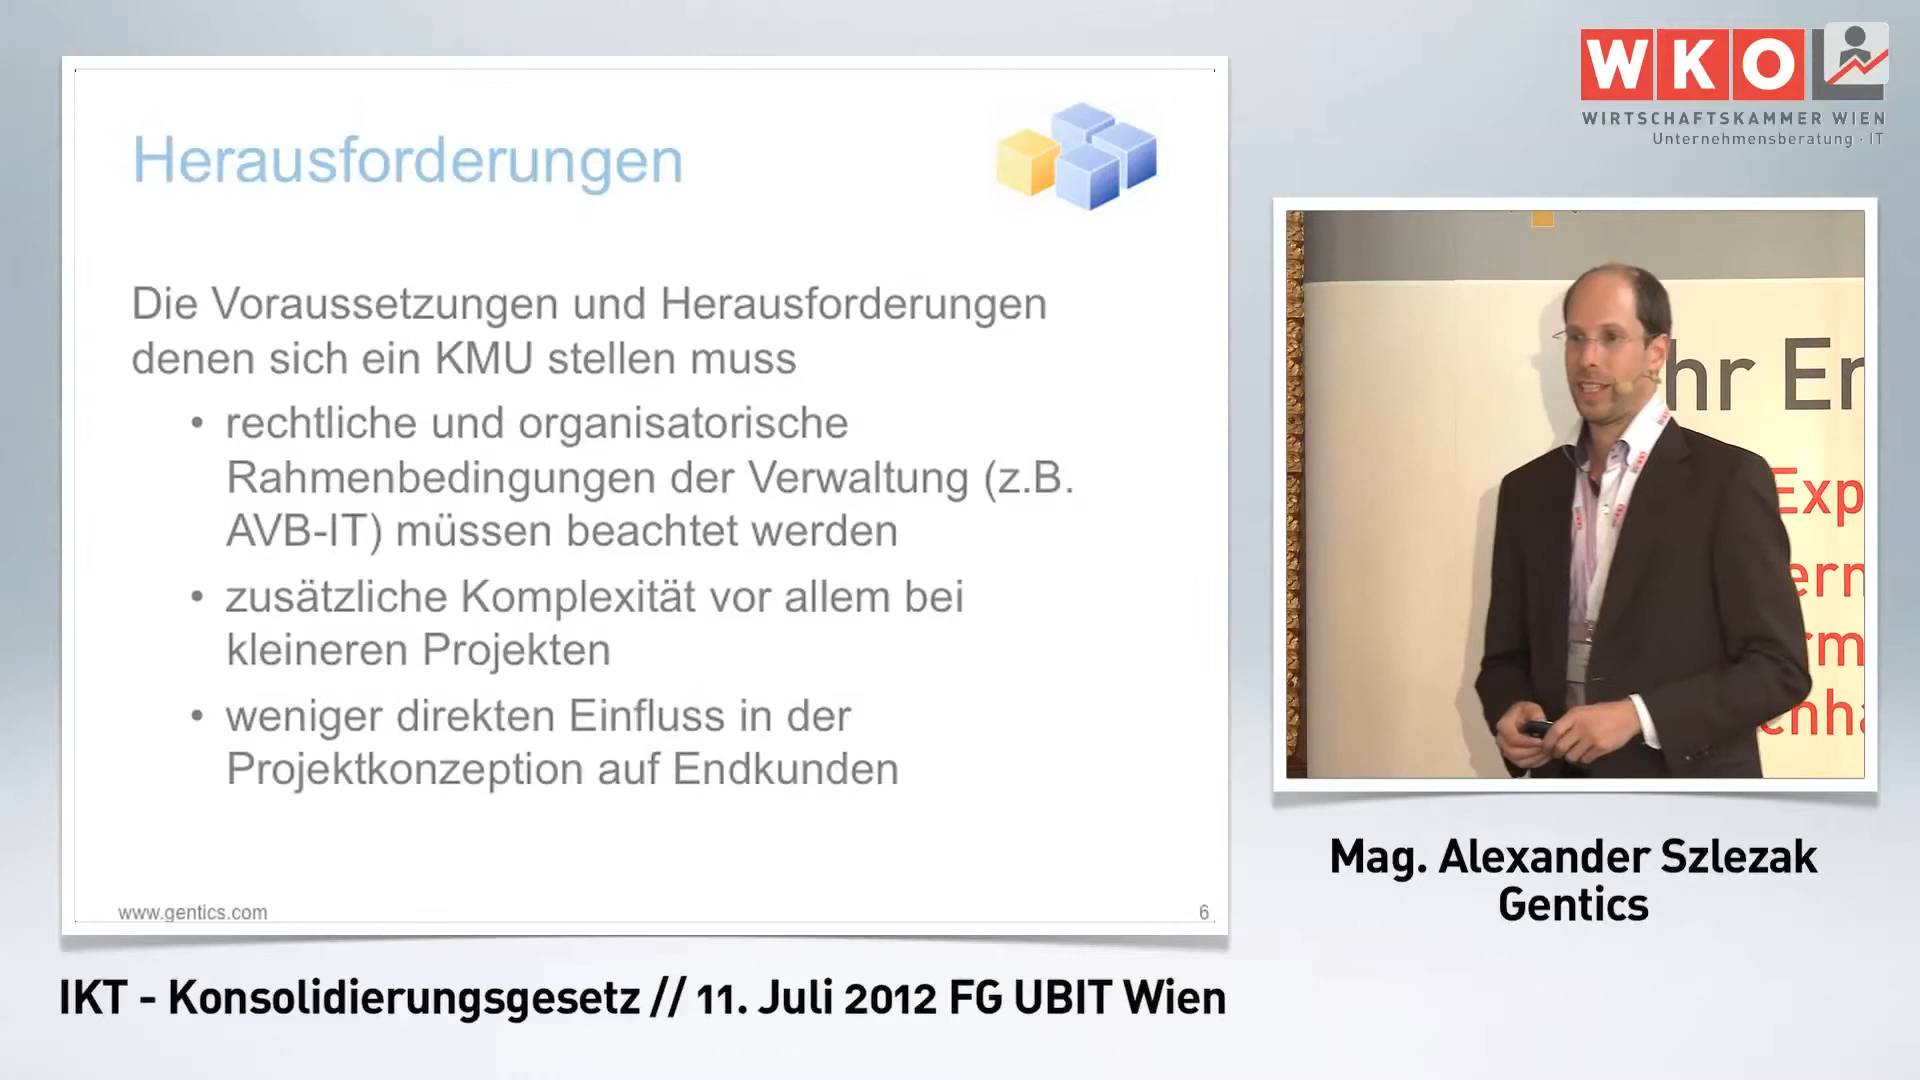 WKO
WIRTSCHAFTSKAMMER WIEN
Unternehmensberatung · IT
Herausforderungen
Die Voraussetzungen und Herausforderungen
denen sich ein KMU stellen muss
• rechtliche und organisatorische
Rahmenbedingungen der Verwaltung (z.B.
AVB-IT) müssen beachtet werden
• zusätzliche Komplexität vor allem bei
kleineren Projekten
• weniger direkten Einfluss in der
Projektkonzeption auf Endkunden
www.gentics.com
6
hr Er
Exp
ern
rm
Mag. Alexander Szlezak
Gentics
IKT - Konsolidierungsgesetz // 11. Juli 2012 FG UBIT Wien